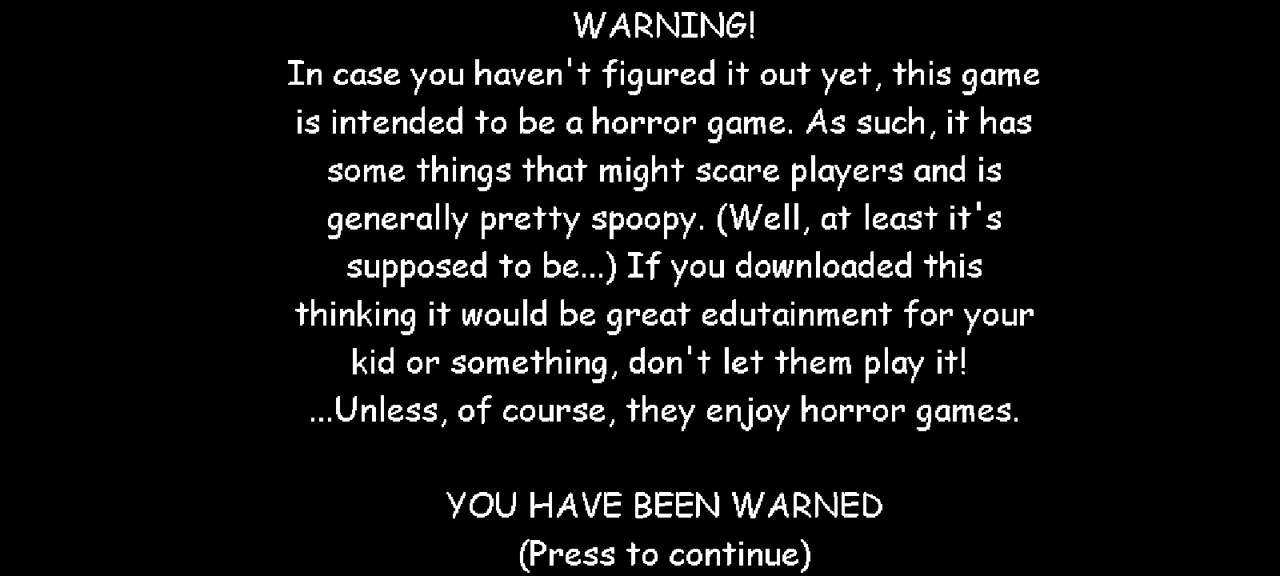 WARNING!
In case you haven't figured it out yet, this game
is intended to be a horror game. As such, it has
some things that might scare players and is
generally pretty spoopy. (Well, at least it's
supposed to be...) If you downloaded this
thinking it would be great edutainment for your
kid or something, don't let them play it!
...Unless, of course, they enjoy horror games.
YOU HAVE BEEN WARNED
(Press to continue)